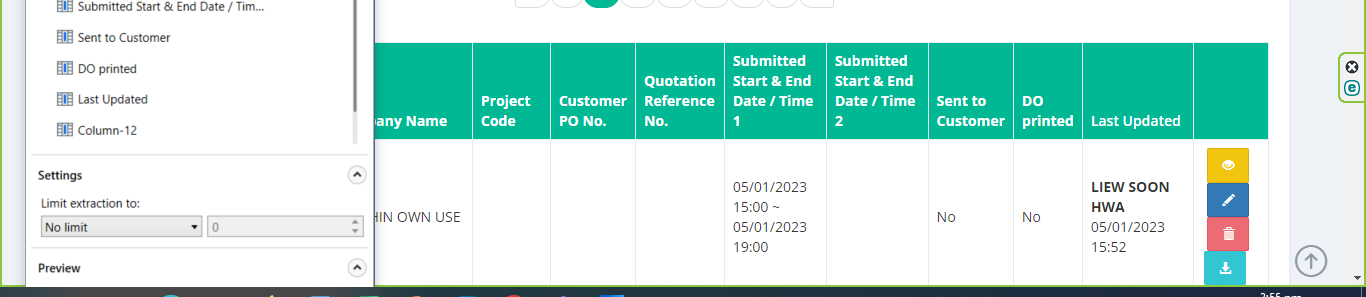 Submitted Start & End Date / Tim...
Sent to Customer
DO printed
Last Updated
Column-12
Settings
Limit extraction to:
No limit
0
Preview
any Name
Project
Code
Customer
PO No.
Quotation
Reference
No.
Submitted
Start & End
Date / Time
1
Submitted
Start & End
Date / Time
2
Sent to
Customer
DO
printed
Last Updated
HIN OWN USE
05/01/2023
15:00 ~
05/01/2023
19:00
No
No
LIEW SOON
HWA
05/01/2023
15:52